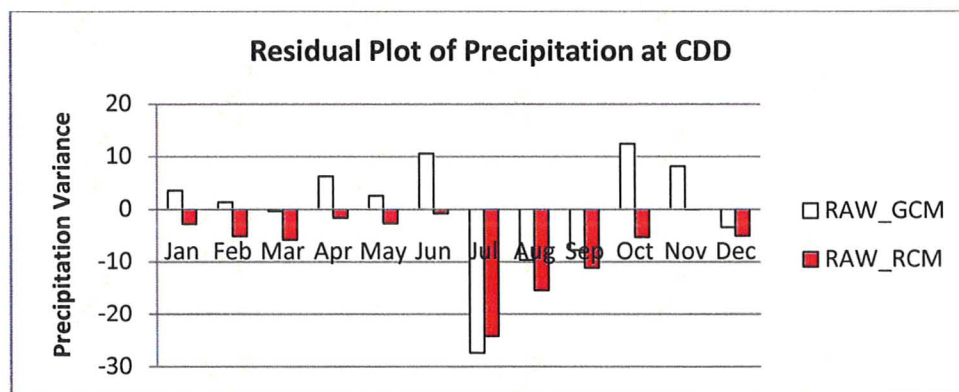 Residual Plot of Precipitation at CDD
Precipitation Variance
20
10
0
-10
-20
-30
Jan Feb Mar Apr May Jun Jul Aug Sep Oct Nov Dec
RAW_GCM
RAW_RCM